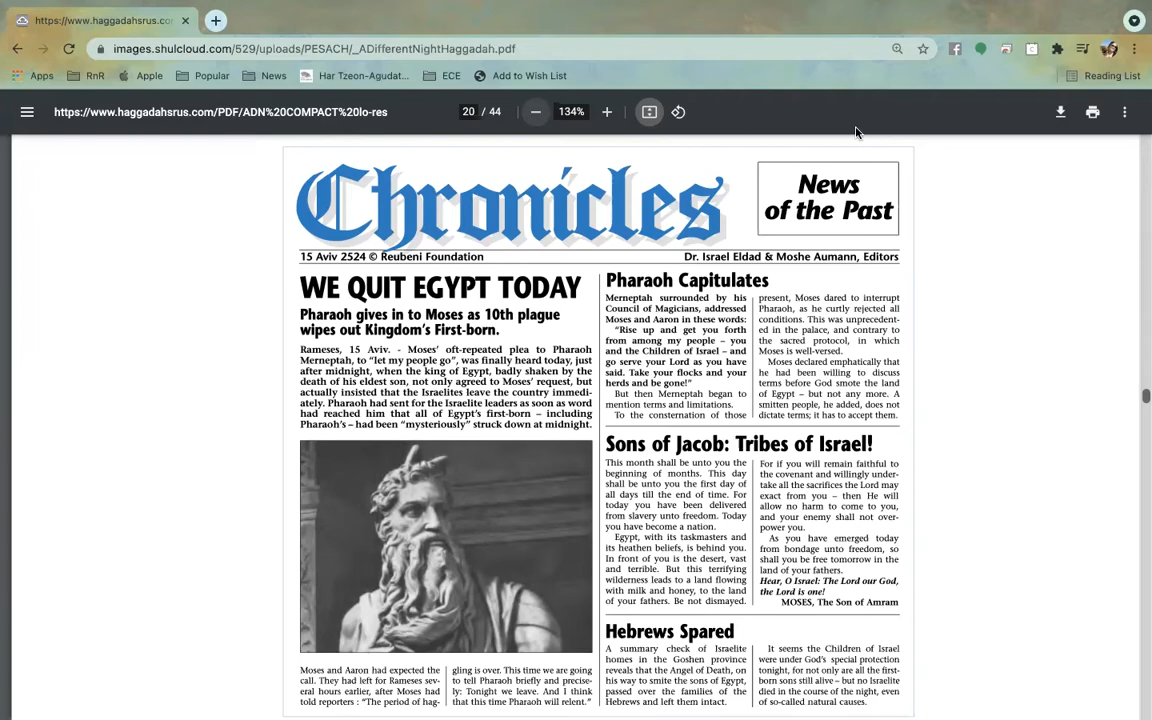 https://www.haggadahsrus.co
images.shulcloud.com/529/uploads/PESACH/_ADifferentNightHaggadah.pdf
Apps RnR Apple Popular News Har Tzeon-Agudat... ECE Add to Wish List Reading List
https://www.haggadahsrus.com/PDF/ADN%20COMPACT%20lo-res 20 / 44 134%
Chronicles
News
of the Past
15 Aviv 2524 © Reubeni Foundation Dr. Israel Eldad & Moshe Aumann, Editors
WE QUIT EGYPT TODAY
Pharaoh gives in to Moses as 10th plague
wipes out Kingdom's First-born.
Rameses, 15 Aviv. - Moses' oft-repeated plea to Pharaoh
Merneptah, to "let my people go", was finally heard today, just
after midnight, when the king of Egypt, badly shaken by the
death of his eldest son, not only agreed to Moses' request, but
actually insisted that the Israelites leave the country immedi-
ately. Pharaoh had sent for the Israelite leaders as soon as word
had reached him that all of Egypt's first-born – including
Pharaoh's – had been "mysteriously" struck down at midnight.
Moses and Aaron had expected the
call. They had left for Rameses sev-
eral hours earlier, after Moses had
told reporters : "The period of hag-
gling is over. This time we are going
to tell Pharaoh briefly and precise-
ly: Tonight we leave. And I think
that this time Pharaoh will relent."
Pharaoh Capitulates
Merneptah surrounded by his
Council of Magicians, addressed
Moses and Aaron in these words:
"Rise up and get you forth
from among my people – you
and the Children of Israel – and
go serve your Lord as you have
said. Take your flocks and your
herds and be gone!"
But then Merneptah began to
mention terms and limitations.
To the consternation of those
present, Moses dared to interrupt
Pharaoh, as he curtly rejected all
conditions. This was unprecedent-
ed in the palace, and contrary to
the sacred protocol, in which
Moses is well-versed.
Moses declared emphatically that
he had been willing to discuss
terms before God smote the land
of Egypt – but not any more. A
smitten people, he added, does not
dictate terms; it has to accept them.
Sons of Jacob: Tribes of Israel!
This month shall be unto you the
beginning of months. This day
shall be unto you the first day of
all days till the end of time. For
today you have been delivered
from slavery unto freedom. Today
you have become a nation.
Egypt, with its taskmasters and
its heathen beliefs, is behind you.
In front of you is the desert, vast
and terrible. But this terrifying
wilderness leads to a land flowing
with milk and honey, to the land
of your fathers. Be not dismayed.
For if you will remain faithful to
the covenant and willingly under-
take all the sacrifices the Lord may
exact from you – then He will
allow no harm to come to you,
and your enemy shall not over-
power you.
As you have emerged today
from bondage unto freedom, so
shall you be free tomorrow in the
land of your fathers.
Hear, O Israel: The Lord our God,
the Lord is one!
MOSES, The Son of Amram
Hebrews Spared
A summary check of Israelite
homes in the Goshen province
reveals that the Angel of Death, on
his way to smite the sons of Egypt,
passed over the families of the
Hebrews and left them intact.
It seems the Children of Israel
were under God's special protection
tonight, for not only are all the first-
born sons still alive – but no Israelite
died in the course of the night, even
of so-called natural causes.